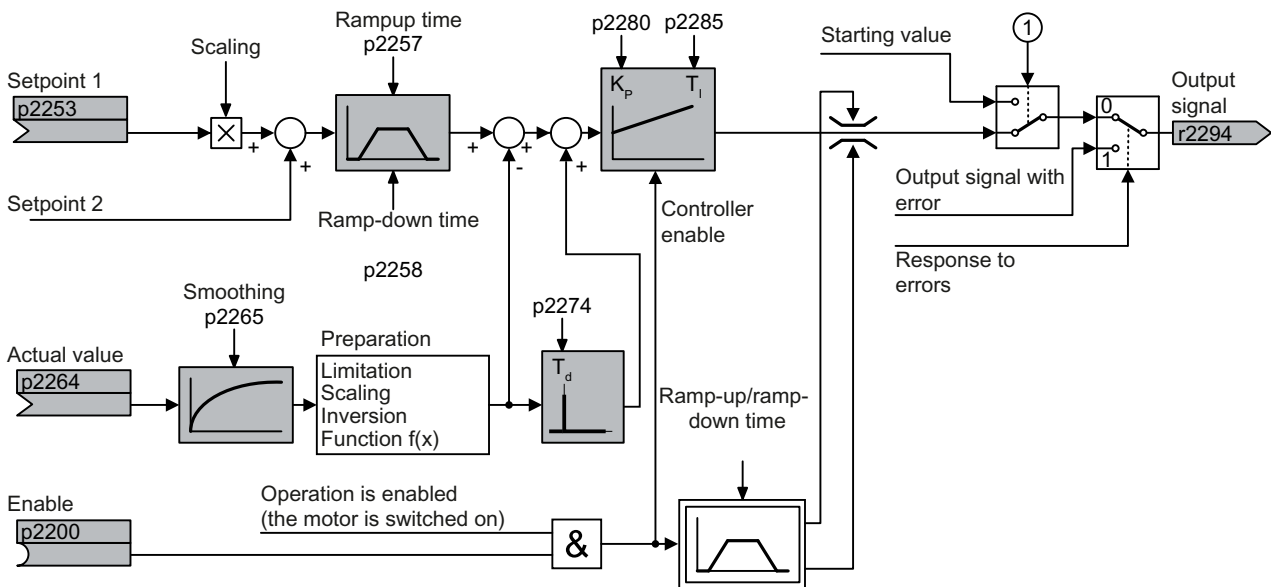 Rampup time
p2257
Scaling
Setpoint 1
p2253
×
+
+
+
-
+
+
Setpoint 2
Ramp-down time
p2258
p2280
p2285
KP
TI
Controller
enable
Starting value
1
Output
signal
r2294
0
1
Output signal with
error
Response to
errors
Smoothing
p2265
Actual value
p2264
Preparation
Limitation
Scaling
Inversion
Function f(x)
p2274
Td
Ramp-up/ramp-
down time
Enable
p2200
Operation is enabled
(the motor is switched on)
&